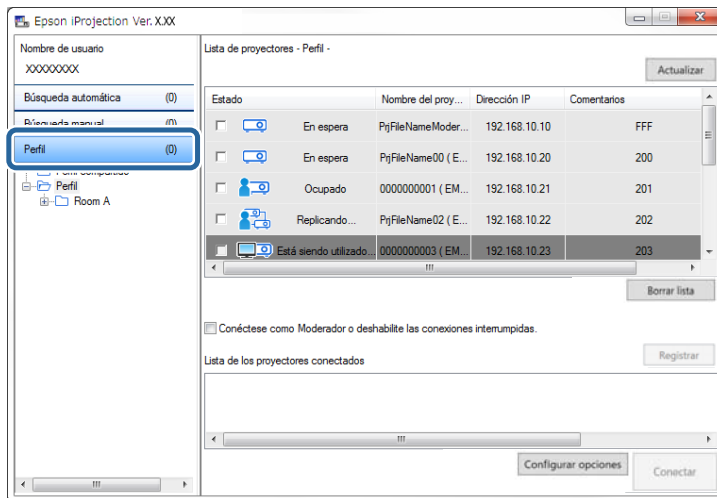 Epson iProjection Ver. X.XX
Nombre de usuario
XXXXXXXX
Búsqueda automática (0)
Búsqueda manual (0)
Perfil (0)
Perfil compartido
Perfil
Room A
Lista de proyectores - Perfil -
Actualizar
Estado Nombre del proy... Dirección IP Comentarios
En espera PrjFileNameModer... 192.168.10.10 FFF
En espera PrjFileName00 ( E... 192.168.10.20 200
Ocupado 0000000001 ( EM... 192.168.10.21 201
Replicando... PrjFileName02 ( E... 192.168.10.22 202
Está siendo utilizado... 0000000003 ( EM... 192.168.10.23 203
Borrar lista
Conéctese como Moderador o deshabilite las conexiones interrumpidas.
Registrar
Lista de los proyectores conectados
Configurar opciones
Conectar